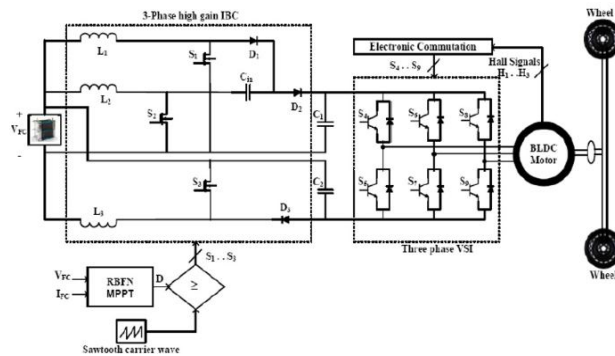 3-Phase high gain IBC
Wheel
L1
S1
D1
Electronic Commutation
Hall Signals
H1 . . H3
S4 . . S9
L2
Cin
D2
S2
C1
+
VFC
-
S4
S5
S8
BLDC
Motor
S3
C2
S6
S7
S9
L3
D3
Three phase VSI
S1 . . S3
Wheel
VFC
IFC
RBFN
MPPT
D
≥
Sawtooth carrier wave